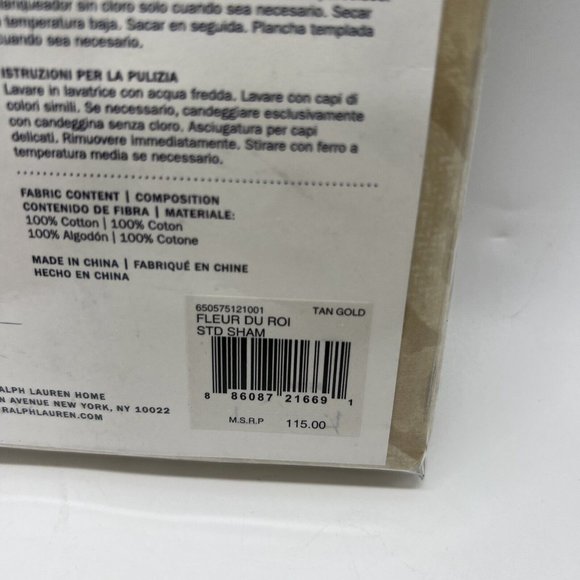 blanqueador sin cloro solo cuando sea necesario. Secar
temperatura baja. Sacar en seguida. Plancha templada
cuando sea necesario.
ISTRUZIONI PER LA PULIZIA
Lavare in lavatrice con acqua fredda. Lavare con capi di
colori simili. Se necessario, candeggiare esclusivamente
con candeggina senza cloro. Asciugatura per capi
delicati. Rimuovere immediatamente. Stirare con ferro a
temperatura media se necessario.
FABRIC CONTENT | COMPOSITION
CONTENIDO DE FIBRA | MATERIALE:
100% Cotton | 100% Coton
100% Algodón | 100% Cotone
MADE IN CHINA | FABRIQUÉ EN CHINE
HECHO EN CHINA
650575121001 TAN GOLD
FLEUR DU ROI
STD SHAM
8 86087 21669 1
M.S.R.P 115.00
ALPH LAUREN HOME
N AVENUE NEW YORK, NY 10022
RALPHLAUREN.COM